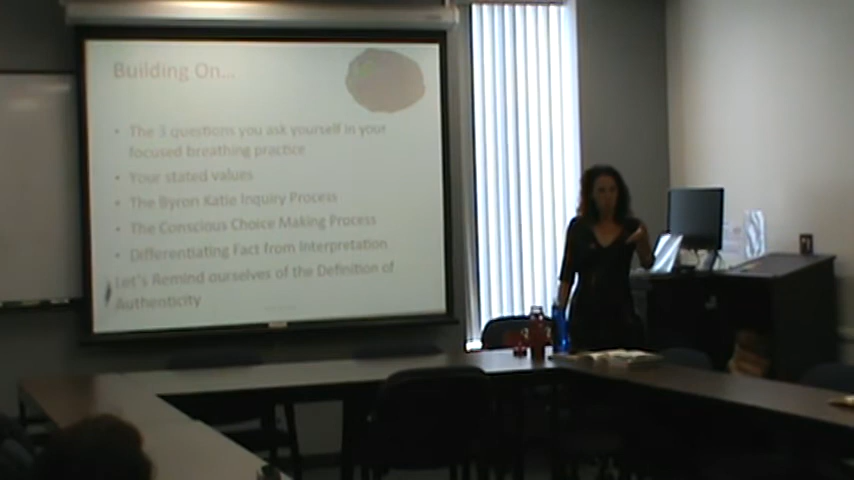 Building On...
• The 3 questions you ask yourself in your
focused breathing practice
• Your stated values
• The Byron Katie Inquiry Process
• The Conscious Choice Making Process
• Differentiating Fact from Interpretation
Let's Remind ourselves of the Definition of
Authenticity